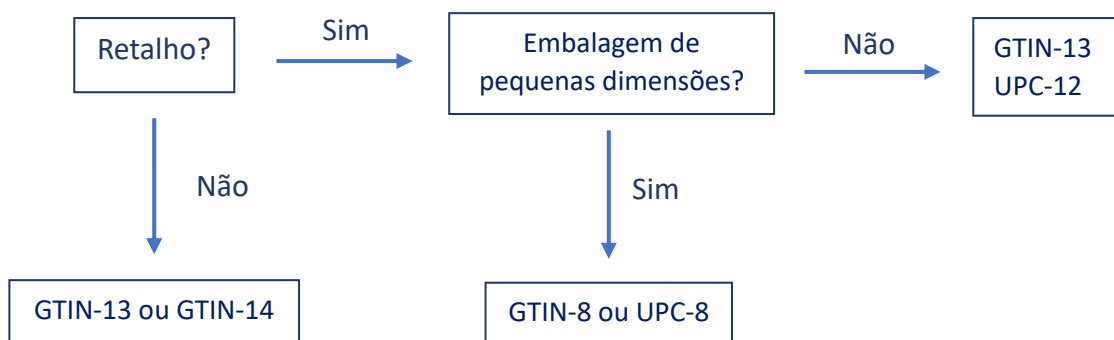 Retalho?
Sim
Embalagem de
pequenas dimensões?
Não
GTIN-13
UPC-12
Não
Sim
GTIN-13 ou GTIN-14
GTIN-8 ou UPC-8